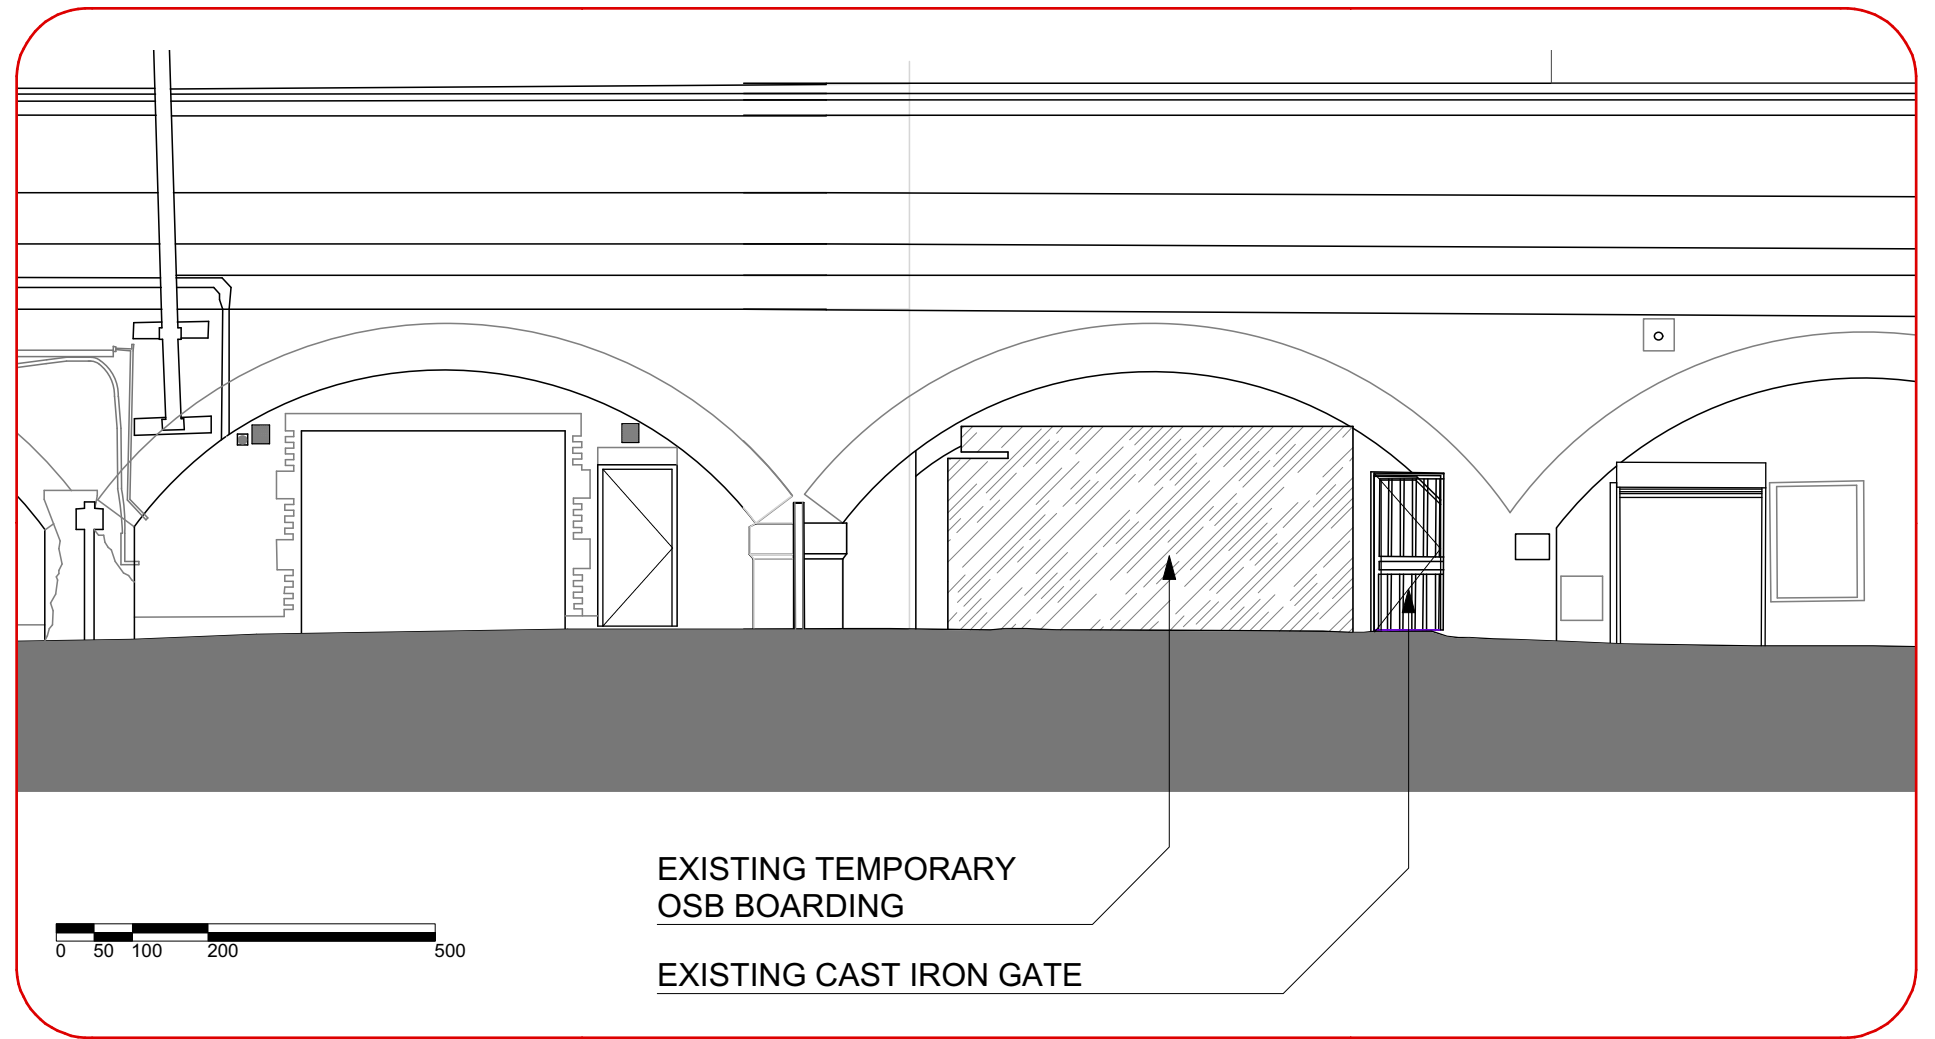 EXISTING TEMPORARY
OSB BOARDING
EXISTING CAST IRON GATE
0 50 100 200 500